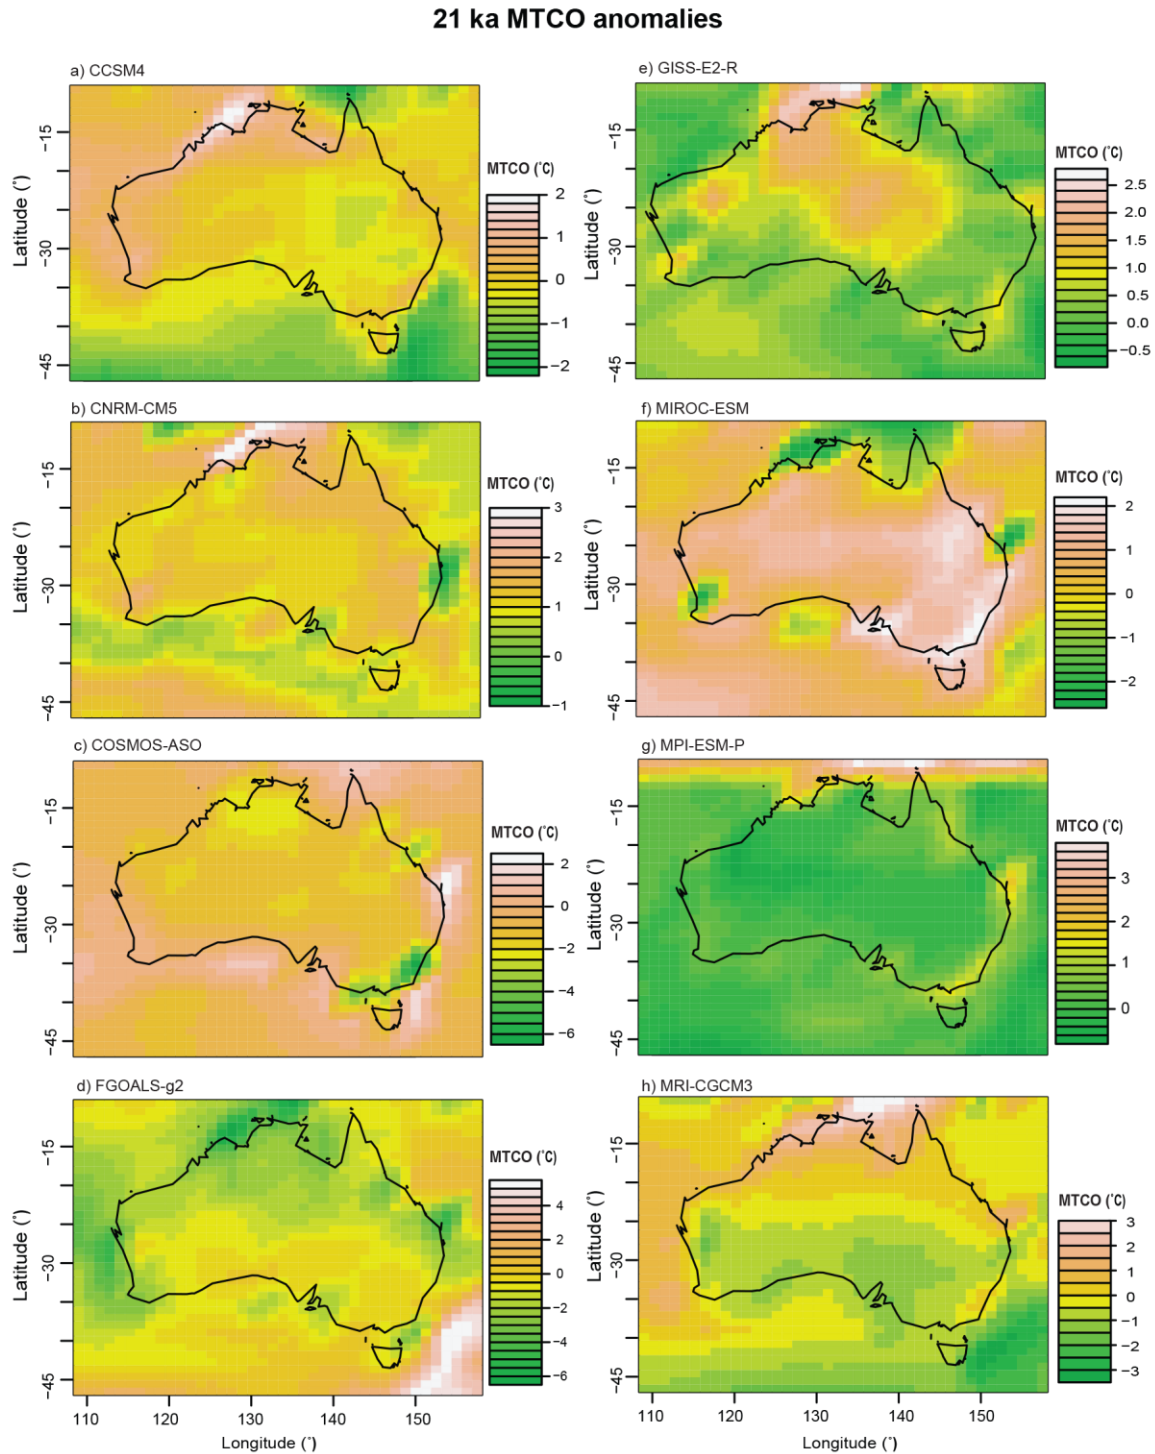 21 ka MTCO anomalies
a) CCSM4
Latitude (°)
-15
-30
-45
MTCO (°C)
2
1
0
−1
−2
e) GISS-E2-R
Latitude (°)
-15
-30
-45
MTCO (°C)
2.5
2.0
1.5
1.0
0.5
0.0
−0.5
b) CNRM-CM5
Latitude (°)
-15
-30
-45
MTCO (°C)
3
2
1
0
−1
f) MIROC-ESM
Latitude (°)
-15
-30
-45
MTCO (°C)
2
1
0
−1
−2
c) COSMOS-ASO
Latitude (°)
-15
-30
-45
MTCO (°C)
2
0
−2
−4
−6
g) MPI-ESM-P
Latitude (°)
-15
-30
-45
MTCO (°C)
3
2
1
0
d) FGOALS-g2
Latitude (°)
-15
-30
-45
MTCO (°C)
4
2
0
−2
−4
−6
110 120 130 140 150
Longitude (°)
h) MRI-CGCM3
Latitude (°)
-15
-30
-45
MTCO (°C)
3
2
1
0
−1
−2
−3
110 120 130 140 150
Longitude (°)